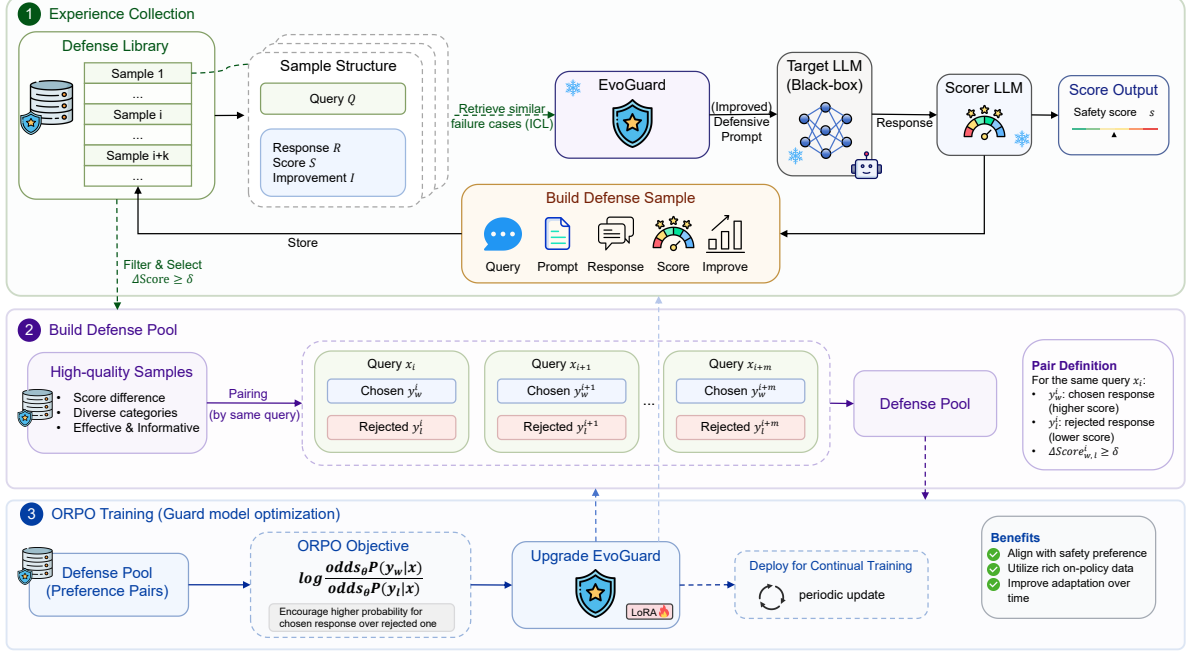 1 Experience Collection
Defense Library
Sample 1
...
Sample i
...
Sample i+k
...
Sample Structure
Query Q
Response R
Score S
Improvement I
Retrieve similar
failure cases (ICL)
EvoGuard
(Improved)
Defensive
Prompt
Target LLM
(Black-box)
Response
Scorer LLM
Score Output
Safety score s
Build Defense Sample
Query
Prompt
Response
Score
Improve
Store
Filter & Select
ΔScore ≥ δ
2 Build Defense Pool
High-quality Samples
• Score difference
• Diverse categories
• Effective & Informative
Pairing
(by same query)
Query x_i
Chosen y_w^i
Rejected y_l^i
Query x_{i+1}
Chosen y_w^{i+1}
Rejected y_l^{i+1}
...
Query x_{i+m}
Chosen y_w^{i+m}
Rejected y_l^{i+m}
Defense Pool
Pair Definition
For the same query x_i:
• y_w^i: chosen response
(higher score)
• y_l^i: rejected response
(lower score)
• ΔScore_{w,l}^i ≥ δ
3 ORPO Training (Guard model optimization)
Defense Pool
(Preference Pairs)
ORPO Objective
log odds_θP(y_w|x)
odds_θP(y_l|x)
Encourage higher probability for
chosen response over rejected one
Upgrade EvoGuard
LoRA
Deploy for Continual Training
periodic update
Benefits
Align with safety preference
Utilize rich on-policy data
Improve adaptation over
time